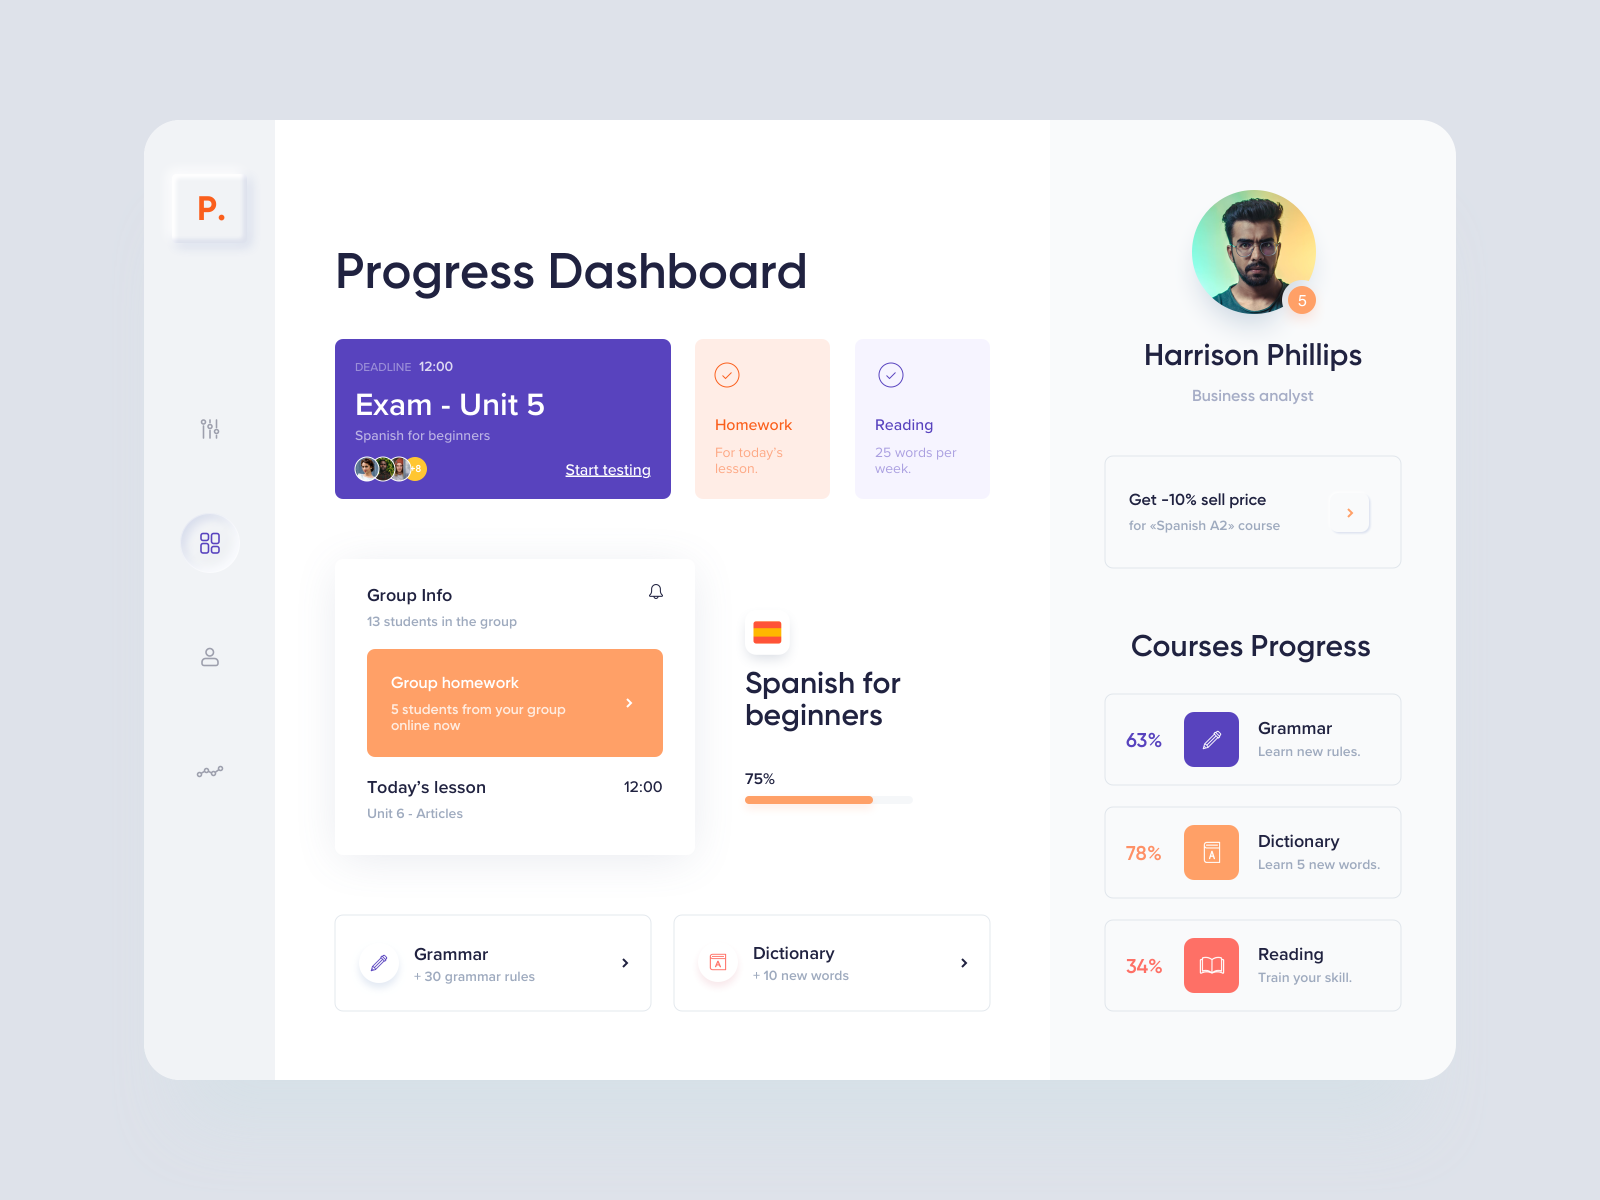 P.
Progress Dashboard
DEADLINE 12:00
Exam - Unit 5
Spanish for beginners
+8
Start testing
Homework
For today’s
lesson.
Reading
25 words per
week.
Group Info
13 students in the group
Group homework
5 students from your group
online now
Today’s lesson 12:00
Unit 6 - Articles
Spanish for
beginners
75%
Grammar
+ 30 grammar rules
A
Dictionary
+ 10 new words
5
Harrison Phillips
Business analyst
Get -10% sell price
for «Spanish A2» course
Courses Progress
63%
Grammar
Learn new rules.
78%
A
Dictionary
Learn 5 new words.
34%
Reading
Train your skill.